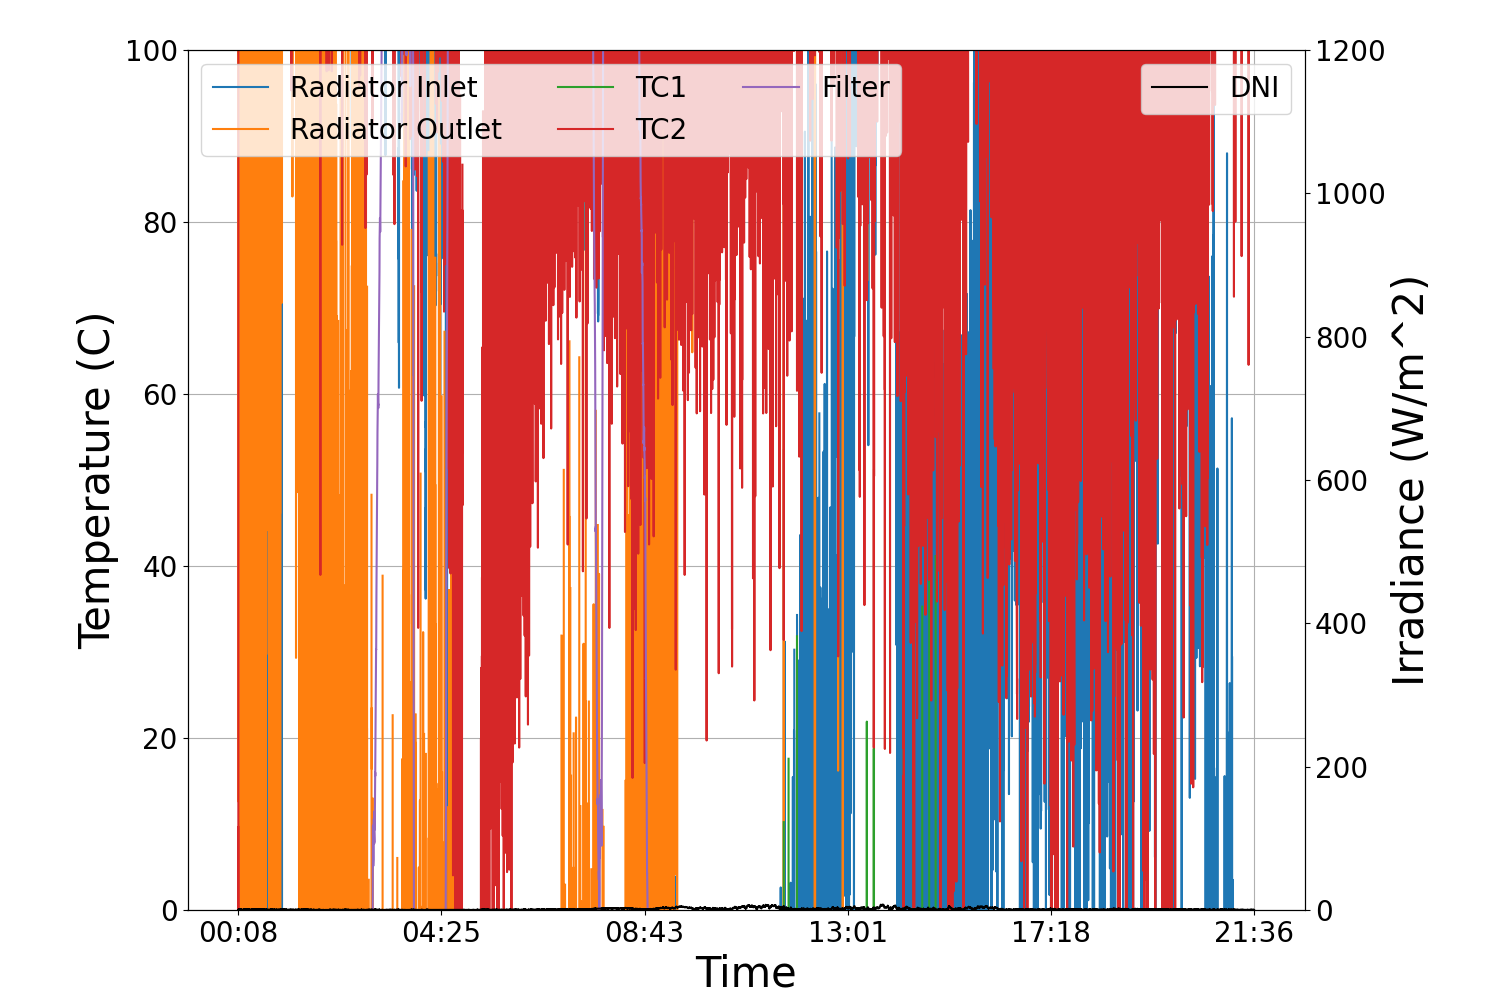 100
80
60
40
20
0
Temperature (C)
1200
1000
800
600
400
200
0
Irradiance (W/m^2)
Radiator Inlet
Radiator Outlet
TC1
TC2
Filter
DNI
00:08
04:25
08:43
13:01
17:18
21:36
Time